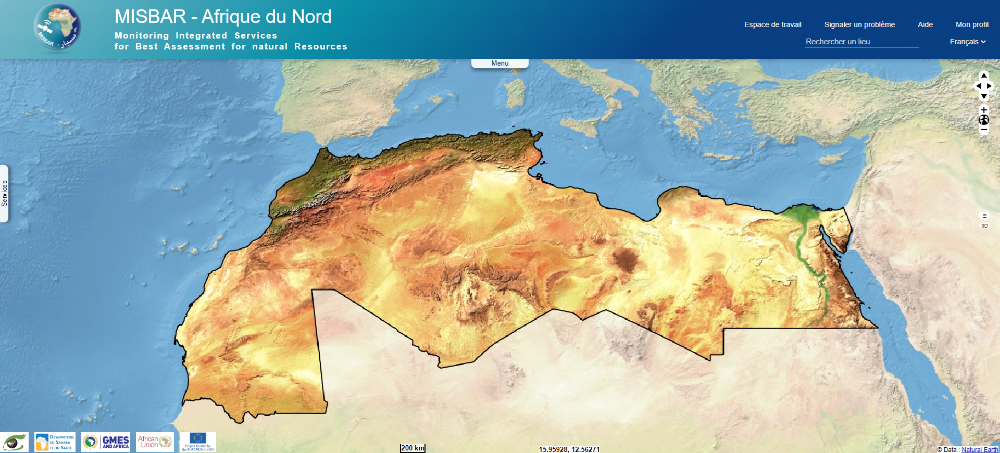 MISBAR - Afrique du Nord
Monitoring Integrated Services
for Best Assessment for natural Resources
MISBAR - مسبار
Espace de travail
Signaler un problème
Aide
Mon profil
Rechercher un lieu...
Français
Menu
Services
3D
OBSERVATOIRE
DU SAHARA
ET DU SAHEL
GMES
AND AFRICA
African
Union
Project funded by
the EUROPEAN UNION
200 km
15.95928, 12.56271
© Data : Natural Earth